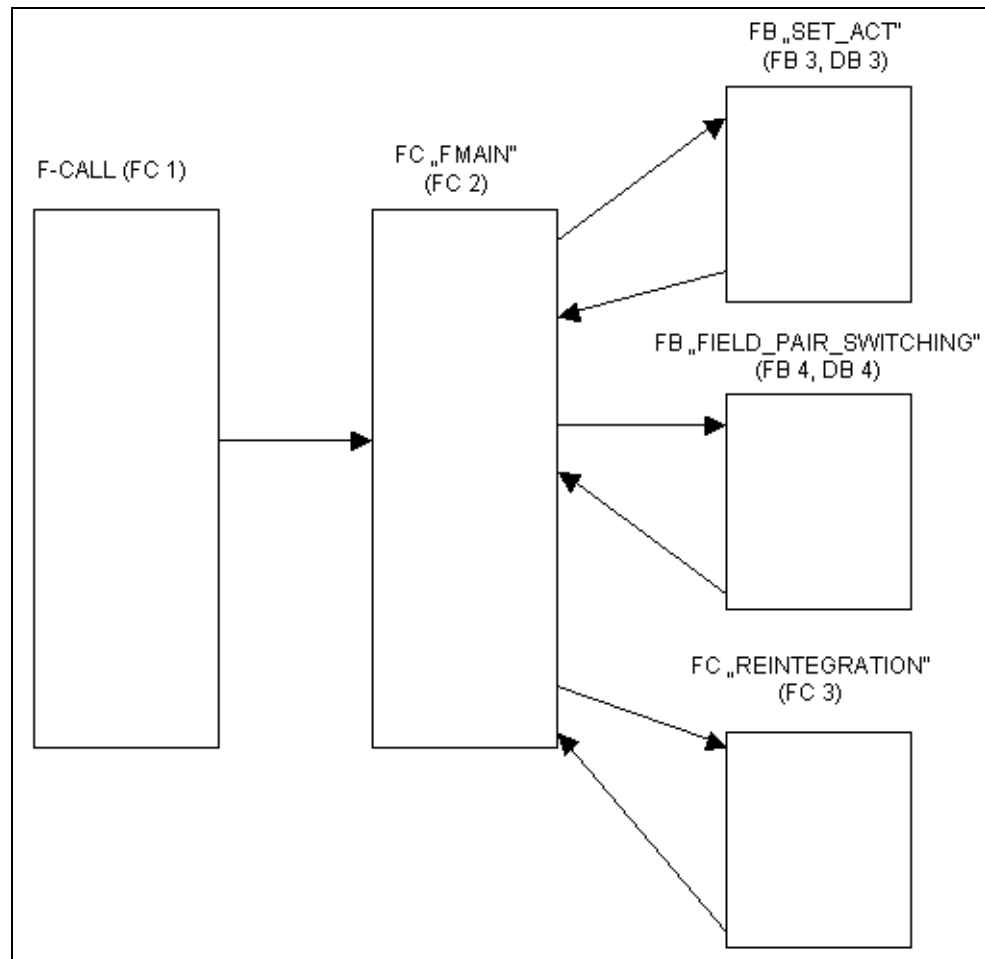 F-CALL (FC 1)
FC „FMAIN"
(FC 2)
FB „SET_ACT"
(FB 3, DB 3)
FB „FIELD_PAIR_SWITCHING"
(FB 4, DB 4)
FC „REINTEGRATION"
(FC 3)